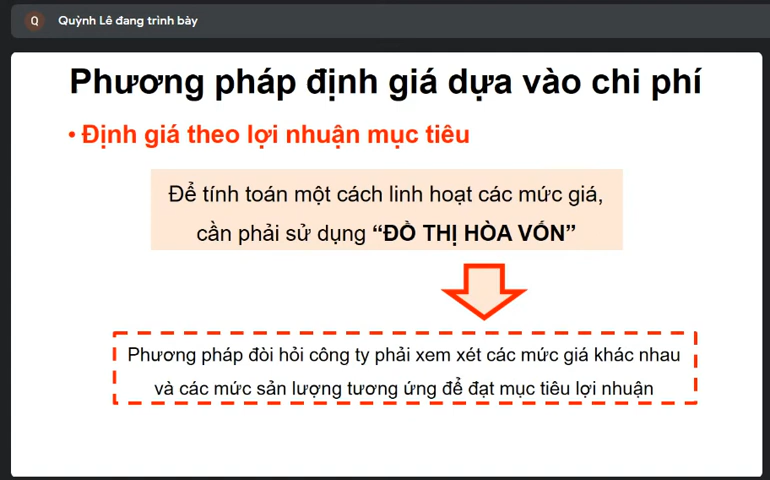 Q Quỳnh Lê đang trình bày
Phương pháp định giá dựa vào chi phí
• Định giá theo lợi nhuận mục tiêu
Để tính toán một cách linh hoạt các mức giá,
cần phải sử dụng “ĐỒ THỊ HÒA VỐN”
Phương pháp đòi hỏi công ty phải xem xét các mức giá khác nhau
và các mức sản lượng tương ứng để đạt mục tiêu lợi nhuận